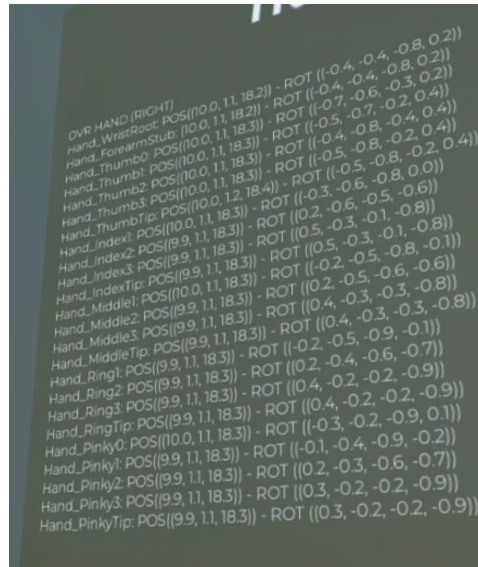 OVR HAND (RIGHT)
Hand_WristRoot: POS((10.0, 1.1, 18.2)) - ROT ((-0.4, -0.4, -0.8, 0.2))
Hand_ForearmStub: (10.0, 1.1, 18.2)) - ROT ((-0.4, -0.4, -0.8, 0.2))
Hand_Thumb0: POS((10.0, 1.1, 18.3)) - ROT ((-0.7, -0.6, -0.3, 0.2))
Hand_Thumb1: POS((10.0, 1.1, 18.3)) - ROT ((-0.5, -0.7, -0.2, 0.4))
Hand_Thumb2: POS((10.0, 1.1, 18.3)) - ROT ((-0.4, -0.8, -0.4, 0.4))
Hand_Thumb3: POS((10.0, 1.1, 18.3)) - ROT ((-0.5, -0.8, -0.2, 0.4))
Hand_ThumbTip: POS((10.0, 1.2, 18.4)) - ROT ((-0.5, -0.8, -0.2, 0.4))
Hand_Index1: POS((10.0, 1.1, 18.3)) - ROT ((-0.3, -0.6, -0.8, 0.0))
Hand_Index2: POS((9.9, 1.1, 18.3)) - ROT ((0.2, -0.6, -0.5, -0.6))
Hand_Index3: POS((9.9, 1.1, 18.3)) - ROT ((0.5, -0.3, -0.1, -0.8))
Hand_IndexTip: POS((9.9, 1.1, 18.3)) - ROT ((0.5, -0.3, -0.1, -0.8))
Hand_Middle1: POS((10.0, 1.1, 18.3)) - ROT ((-0.2, -0.5, -0.8, -0.1))
Hand_Middle2: POS((9.9, 1.1, 18.3)) - ROT ((0.2, -0.5, -0.6, -0.6))
Hand_Middle3: POS((9.9, 1.1, 18.3)) - ROT ((0.4, -0.3, -0.3, -0.8))
Hand_MiddleTip: POS((9.9, 1.1, 18.3)) - ROT ((0.4, -0.3, -0.3, -0.8))
Hand_Ring1: POS((9.9, 1.1, 18.3)) - ROT ((-0.2, -0.5, -0.9, -0.1))
Hand_Ring2: POS((9.9, 1.1, 18.3)) - ROT ((0.2, -0.4, -0.6, -0.7))
Hand_Ring3: POS((9.9, 1.1, 18.3)) - ROT ((0.4, -0.2, -0.2, -0.9))
Hand_RingTip: POS((9.9, 1.1, 18.3)) - ROT ((0.4, -0.2, -0.2, -0.9))
Hand_Pinky0: POS((10.0, 1.1, 18.3)) - ROT ((-0.3, -0.2, -0.9, 0.1))
Hand_Pinky1: POS((9.9, 1.1, 18.3)) - ROT ((-0.1, -0.4, -0.9, -0.2))
Hand_Pinky2: POS((9.9, 1.1, 18.3)) - ROT ((0.2, -0.3, -0.6, -0.7))
Hand_Pinky3: POS((9.9, 1.1, 18.3)) - ROT ((0.3, -0.2, -0.2, -0.9))
Hand_PinkyTip: POS((9.9, 1.1, 18.3)) - ROT ((0.3, -0.2, -0.2, -0.9))